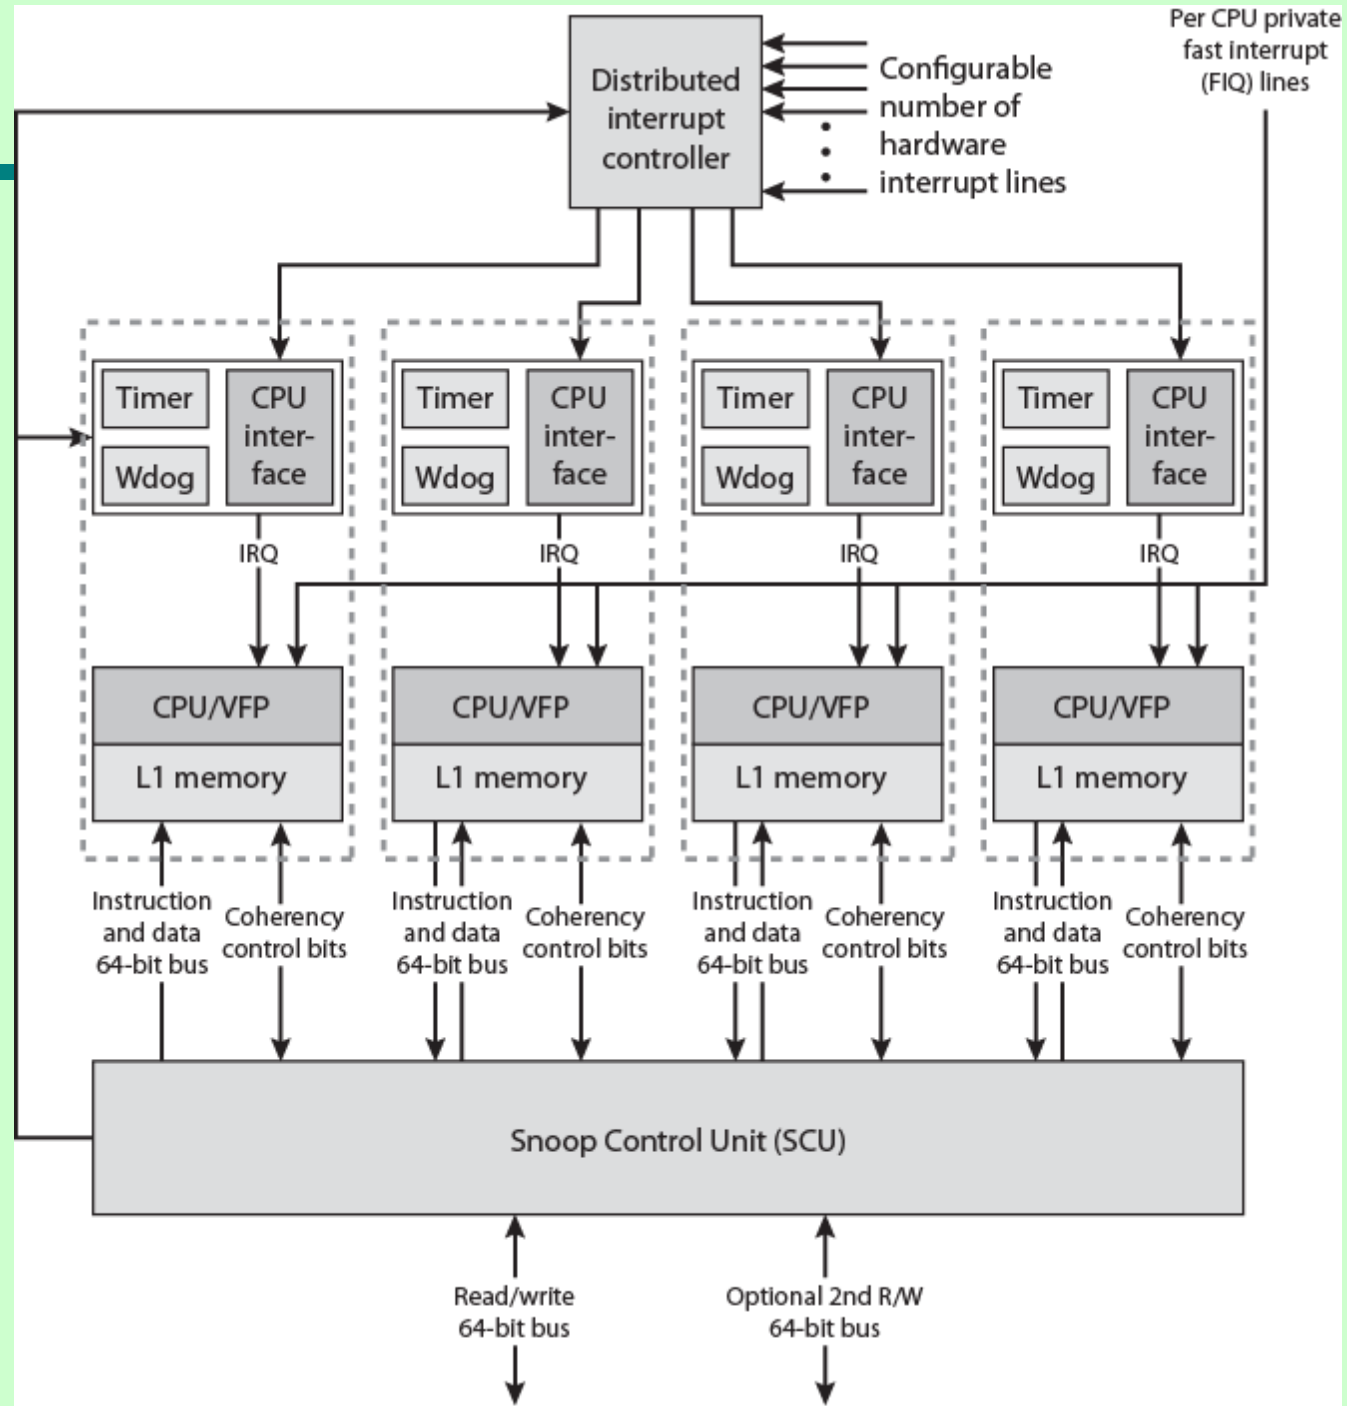 Per CPU private
fast interrupt
(FIQ) lines
Distributed
interrupt
controller
Configurable
number of
hardware
interrupt lines
Timer
Wdog
CPU
inter-
face
Timer
Wdog
CPU
inter-
face
Timer
Wdog
CPU
inter-
face
Timer
Wdog
CPU
inter-
face
IRQ
IRQ
IRQ
IRQ
CPU/VFP
L1 memory
CPU/VFP
L1 memory
CPU/VFP
L1 memory
CPU/VFP
L1 memory
Instruction
and data
64-bit bus
Coherency
control bits
Instruction
and data
64-bit bus
Coherency
control bits
Instruction
and data
64-bit bus
Coherency
control bits
Instruction
and data
64-bit bus
Coherency
control bits
Snoop Control Unit (SCU)
Read/write
64-bit bus
Optional 2nd R/W
64-bit bus